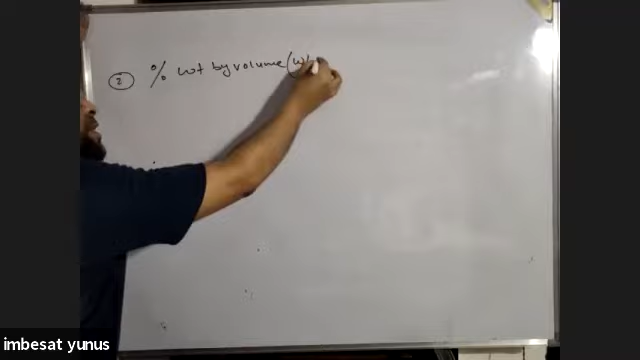 ② % wt by volume (w/
imbesat yunus